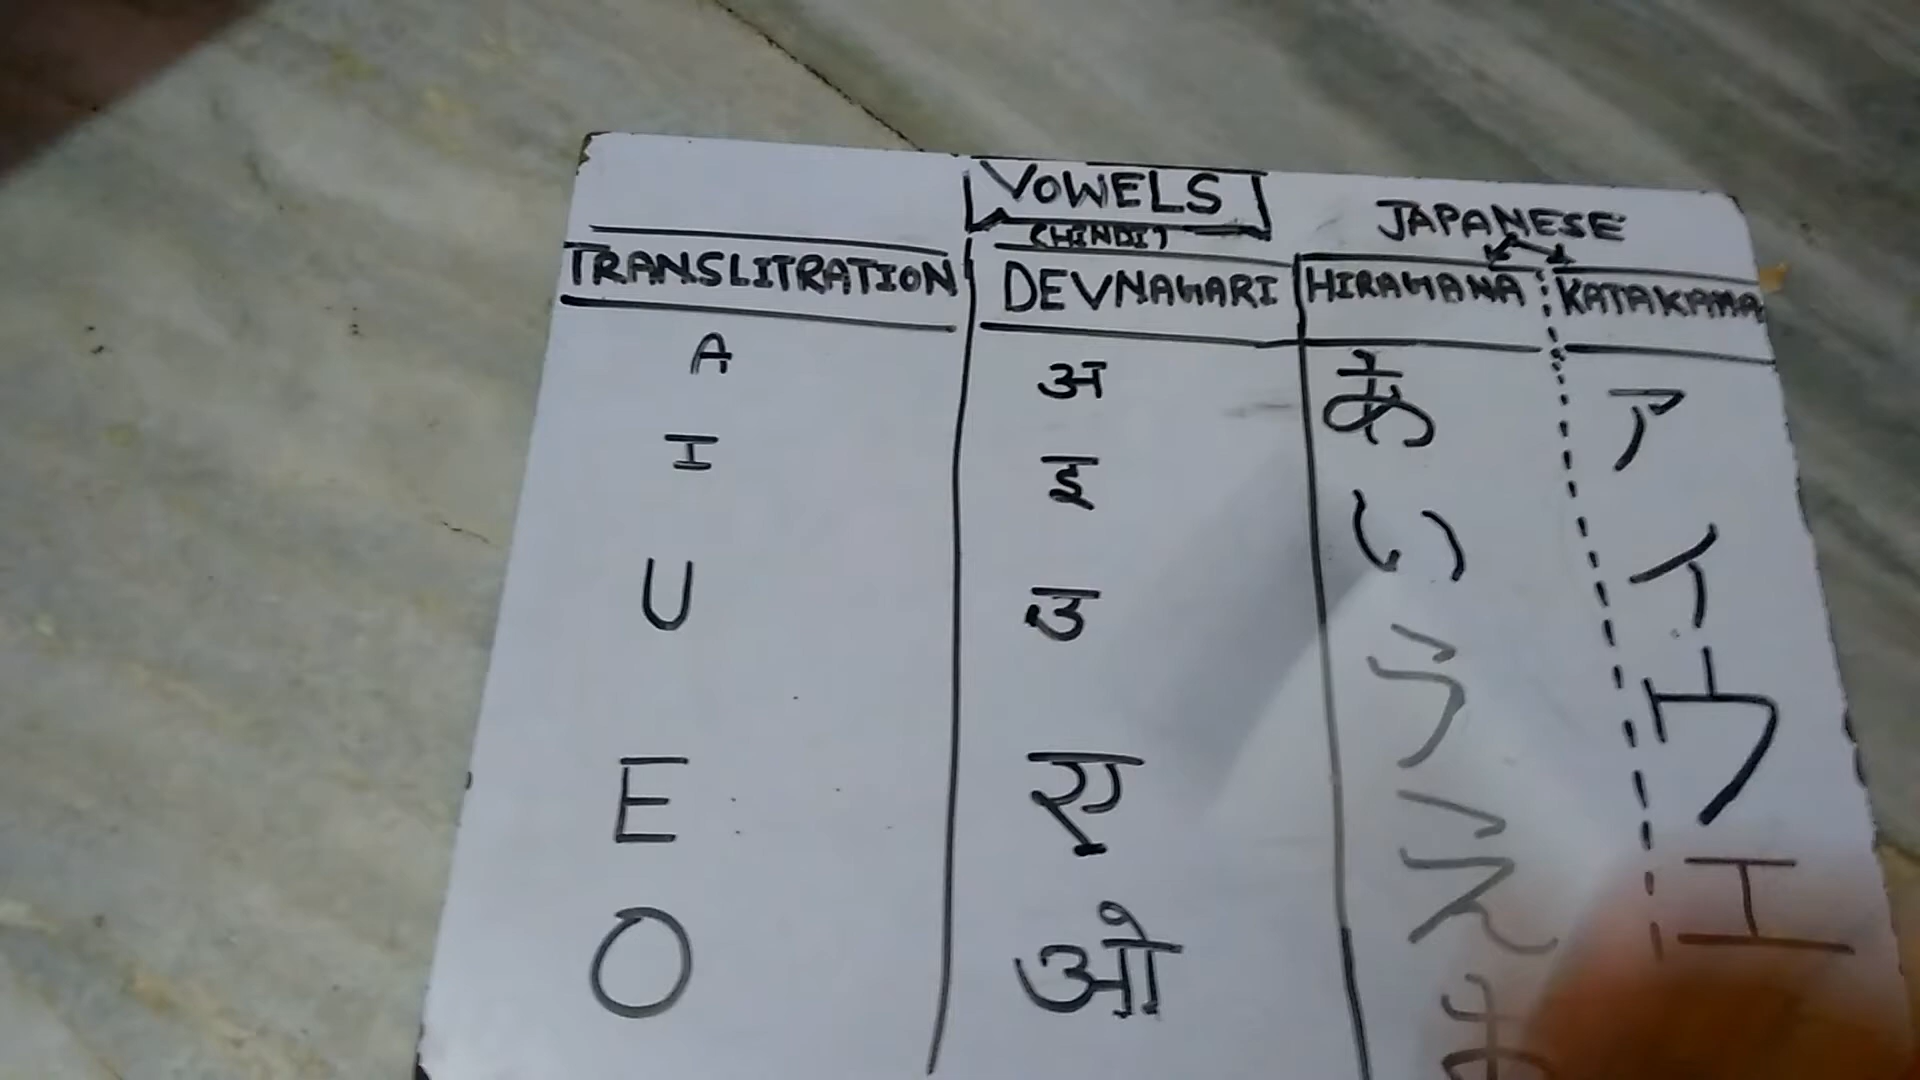 VOWELS
(HINDI)
JAPANESE
TRANSLITRATION DEVNAGARI HIRAGANA KATAKANA
A अ あ ア
I इ い イ
U उ う ウ
E ए え エ
O ओ